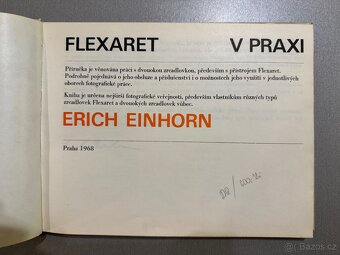 FLEXARET V PRAXI
Příručka je věnována práci s dvouokou zrcadlovkou, především s přístrojem Flexaret.
Podrobně pojednává o jeho obsluze a příslušenství i o možnostech jeho využití v jednotlivých
oborech fotografické práce.
Kniha je určena nejširší fotografické veřejnosti, především vlastníkům různých typů
zrcadlovek Flexaret a dvouokých zrcadlovek vůbec.
ERICH EINHORN
Praha 1968
bazos.cz